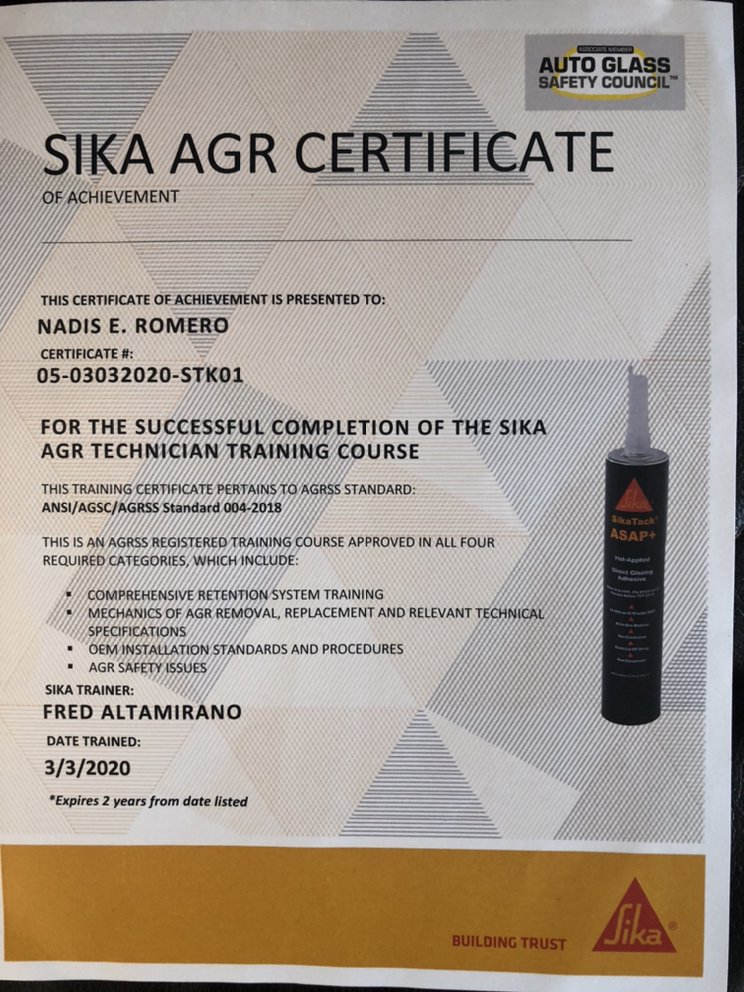 ASSOCIATE MEMBER
AUTO GLASS
SAFETY COUNCIL™
SIKA AGR CERTIFICATE
OF ACHIEVEMENT
THIS CERTIFICATE OF ACHIEVEMENT IS PRESENTED TO:
NADIS E. ROMERO
CERTIFICATE #:
05-03032020-STK01
FOR THE SUCCESSFUL COMPLETION OF THE SIKA
AGR TECHNICIAN TRAINING COURSE
THIS TRAINING CERTIFICATE PERTAINS TO AGRSS STANDARD:
ANSI/AGSC/AGRSS Standard 004-2018
THIS IS AN AGRSS REGISTERED TRAINING COURSE APPROVED IN ALL FOUR
REQUIRED CATEGORIES, WHICH INCLUDE:
▪ COMPREHENSIVE RETENTION SYSTEM TRAINING
▪ MECHANICS OF AGR REMOVAL, REPLACEMENT AND RELEVANT TECHNICAL
SPECIFICATIONS
▪ OEM INSTALLATION STANDARDS AND PROCEDURES
▪ AGR SAFETY ISSUES
SIKA TRAINER:
FRED ALTAMIRANO
DATE TRAINED:
3/3/2020
*Expires 2 years from date listed
Sika
SikaTack®
ASAP+
Hot-Applied
Direct Glazing
Adhesive
BUILDING TRUST
Sika®